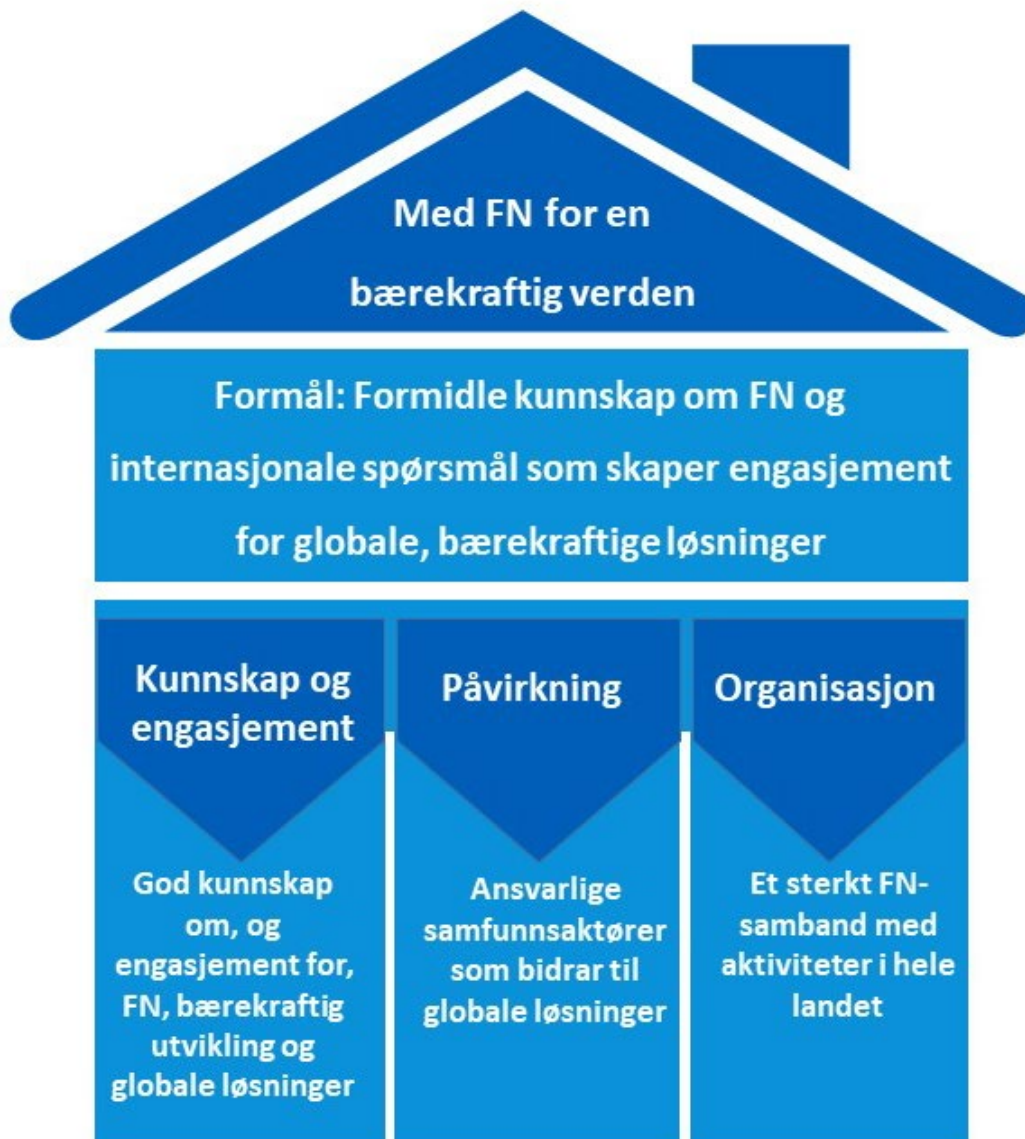 Med FN for en
bærekraftig verden
Formål: Formidle kunnskap om FN og
internasjonale spørsmål som skaper engasjement
for globale, bærekraftige løsninger
Kunnskap og
engasjement
God kunnskap
om, og
engasjement for,
FN, bærekraftig
utvikling og
globale løsninger
Påvirkning
Ansvarlige
samfunnsaktører
som bidrar til
globale løsninger
Organisasjon
Et sterkt FN-
samband med
aktiviteter i hele
landet